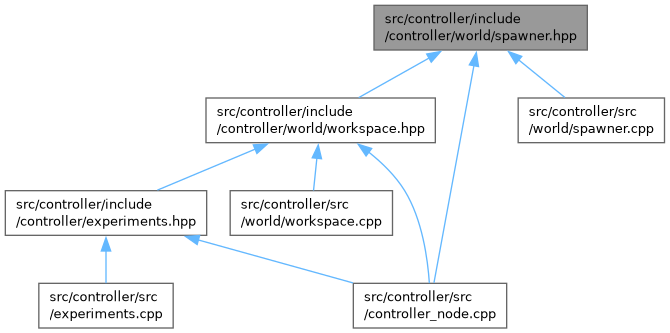 src/controller/include
/controller/world/spawner.hpp
src/controller/include
/controller/world/workspace.hpp
src/controller/src
/world/spawner.cpp
src/controller/include
/controller/experiments.hpp
src/controller/src
/world/workspace.cpp
src/controller/src
/experiments.cpp
src/controller/src
/controller_node.cpp